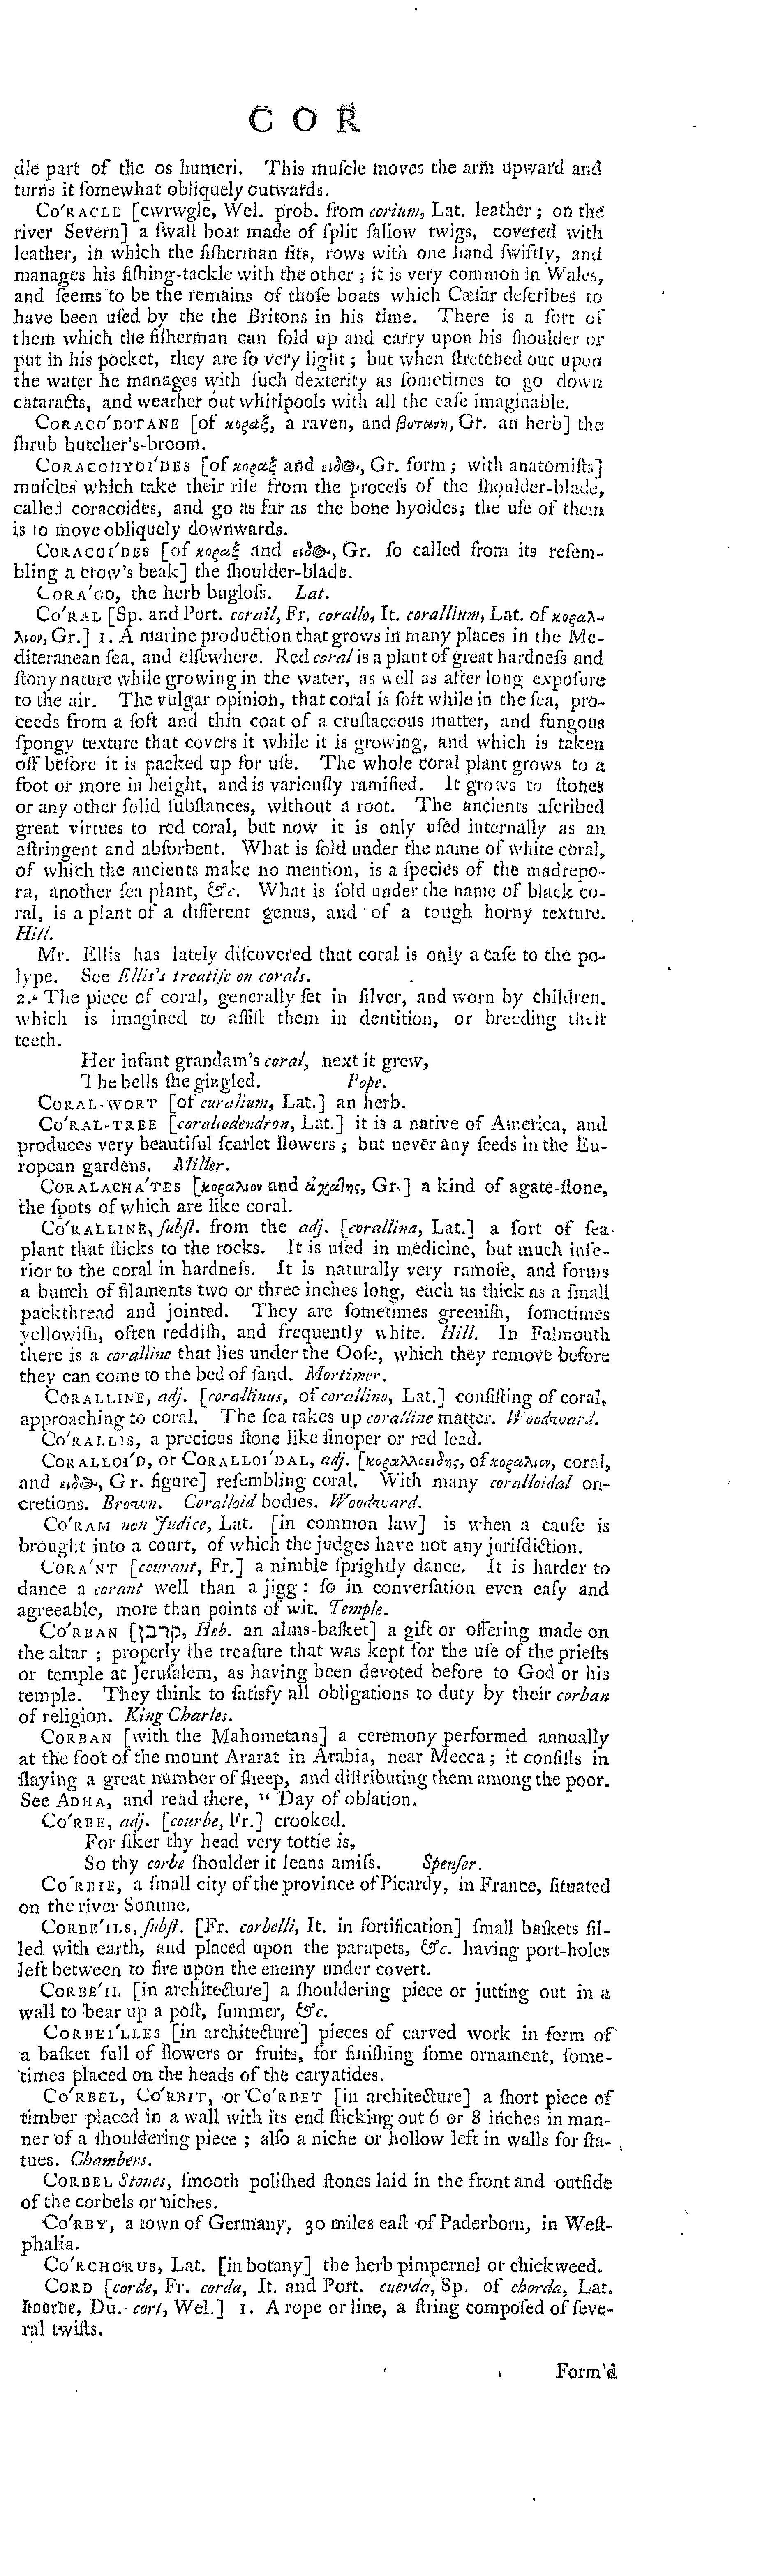 COR
dle part of the os humeri. This muſcle moves the arm upward and
turns it ſomewhat obliquely outwards.
Co'racle [cwrwgle, Wel. prob. from corium, Lat. leather; on the
river Severn] a ſwall boat made of ſplit ſallow twigs, covered with
leather, in which the fiſherman ſits, rows with one hand ſwiftly, and
manages his fiſhing-tackle with the other; it is very common in Wales,
and ſeems to be the remains of thoſe boats which Cæſar deſcribes to
have been uſed by the the Britons in his time. There is a ſort of
them which the fiſherman can fold up and carry upon his ſhoulder or
put in his pocket, they are ſo very light; but when ſtretched out upon
the water he manages with ſuch dexterity as ſometimes to go down
cataracts, and weather out whirlpools with all the eaſe imaginable.
Coraco'botane [of κοραξ, a raven, and βοτανη, Gr. an herb] the
ſhrub butcher's-broom.
Coracohyoi'des [of κοραξ and ειδ©, Gr. form; with anatomiſts]
muſcles which take their riſe from the proceſs of the ſhoulder-blade,
called coracoides, and go as far as the bone hyoides; the uſe of them
is to move obliquely downwards.
Coracoi'des [of κοραξ and ειδ©, Gr. ſo called from its reſem-
bling a crow's beak] the ſhoulder-blade.
Cora'go, the herb bugloſs. Lat.
Co'ral [Sp. and Port. corail, Fr. corallo, It. corallium, Lat. of κοραλ-
λιον, Gr.] 1. A marine production that grows in many places in the Me-
diteranean ſea, and elſewhere. Red coral is a plant of great hardneſs and
ſtony nature while growing in the water, as well as after long expoſure
to the air. The vulgar opinion, that coral is ſoft while in the ſea, pro-
ceeds from a ſoft and thin coat of a cruſtaceous matter, and fungous
ſpongy texture that covers it while it is growing, and which is taken
off before it is packed up for uſe. The whole coral plant grows to a
foot or more in height, and is variouſly ramified. It grows to ſtones
or any other ſolid ſubſtances, without a root. The ancients aſcribed
great virtues to red coral, but now it is only uſed internally as an
aſtringent and abſorbent. What is ſold under the name of white coral,
of which the ancients make no mention, is a ſpecies of the madrepo-
ra, another ſea plant, &c. What is ſold under the name of black co-
ral, is a plant of a different genus, and of a tough horny texture.
Hill.
Mr. Ellis has lately diſcovered that coral is only a caſe to the po-
lype. See Ellis's treatiſe on corals.
2. The piece of coral, generally ſet in ſilver, and worn by children.
which is imagined to aſſiſt them in dentition, or breeding their
teeth.
Her infant grandam's coral, next it grew,
The bells ſhe gingled. Pope.
Coral-wort [of curalium, Lat.] an herb.
Co'ral-tree [coralodendron, Lat.] it is a native of America, and
produces very beautiful ſcarlet flowers; but never any ſeeds in the Eu-
ropean gardens. Miller.
Coralacha'tes [κοραλιον and ἀχατης, Gr.] a kind of agate-ſtone,
the ſpots of which are like coral.
Co'ralline, ſubſt. from the adj. [corallina, Lat.] a ſort of ſea
plant that ſticks to the rocks. It is uſed in medicine, but much infe-
rior to the coral in hardneſs. It is naturally very ramoſe, and forms
a bunch of filaments two or three inches long, each as thick as a ſmall
packthread and jointed. They are ſometimes greeniſh, ſometimes
yellowiſh, often reddiſh, and frequently white. Hill. In Falmouth
there is a coralline that lies under the Ooſe, which they remove before
they can come to the bed of ſand. Mortimer.
Coralline, adj. [corallinus, of corallino, Lat.] conſiſting of coral,
approaching to coral. The ſea takes up coralline matter. Woodward.
Co'rallis, a precious ſtone like ſinoper or red lead.
Coralloi'd, or Coralloi'dal, adj. [κοραλλοειδης, of κοραλιον, coral,
and ειδ©, Gr. figure] reſembling coral. With many coralloidal on-
cretions. Brown. Coralloid bodies. Woodward.
Co'ram non Judice, Lat. [in common law] is when a cauſe is
brought into a court, of which the judges have not any juriſdiction.
Cora'nt [courant, Fr.] a nimble ſprightly dance. It is harder to
dance a corant well than a jigg: ſo in converſation even eaſy and
agreeable, more than points of wit. Temple.
Co'rban [קרבן, Heb. an alms-baſket] a gift or offering made on
the altar; properly the treaſure that was kept for the uſe of the prieſts
or temple at Jeruſalem, as having been devoted before to God or his
temple. They think to ſatisfy all obligations to duty by their corban
of religion. King Charles.
Corban [with the Mahometans] a ceremony performed annually
at the foot of the mount Ararat in Arabia, near Mecca; it conſiſts in
ſlaying a great number of ſheep, and diſtributing them among the poor.
See Adha, and read there, “ Day of oblation.
Co'rbe, adj. [courbe, Fr.] crooked.
For ſiker thy head very tottie is,
So thy corbe ſhoulder it leans amiſs. Spenſer.
Co'rbie, a ſmall city of the province of Picardy, in France, ſituated
on the river Somme.
Corbe'ils, ſubſt. [Fr. corbelli, It. in fortification] ſmall baſkets fil-
led with earth, and placed upon the parapets, &c. having port-holes
left between to fire upon the enemy under covert.
Corbe'il [in architecture] a ſhouldering piece or jutting out in a
wall to bear up a poſt, ſummer, &c.
Corbei'lles [in architecture] pieces of carved work in form of
a baſket full of flowers or fruits, for finiſhing ſome ornament, ſome-
times placed on the heads of the caryatides.
Co'rbel, Co'rbit, or Co'rbet [in architecture] a ſhort piece of
timber placed in a wall with its end ſticking out 6 or 8 inches in man-
ner of a ſhouldering piece; alſo a niche or hollow left in walls for ſta-
tues. Chambers.
Corbel Stones, ſmooth poliſhed ſtones laid in the front and outſide
of the corbels or niches.
Co'rby, a town of Germany, 30 miles eaſt of Paderborn, in Weſt-
phalia.
Co'rchorus, Lat. [in botany] the herb pimpernel or chickweed.
Cord [corde, Fr. corda, It. and Port. cuerda, Sp. of chorda, Lat.
koorde, Du. cort, Wel.] 1. A rope or line, a ſtring compoſed of ſeve-
ral twiſts.
Form'd